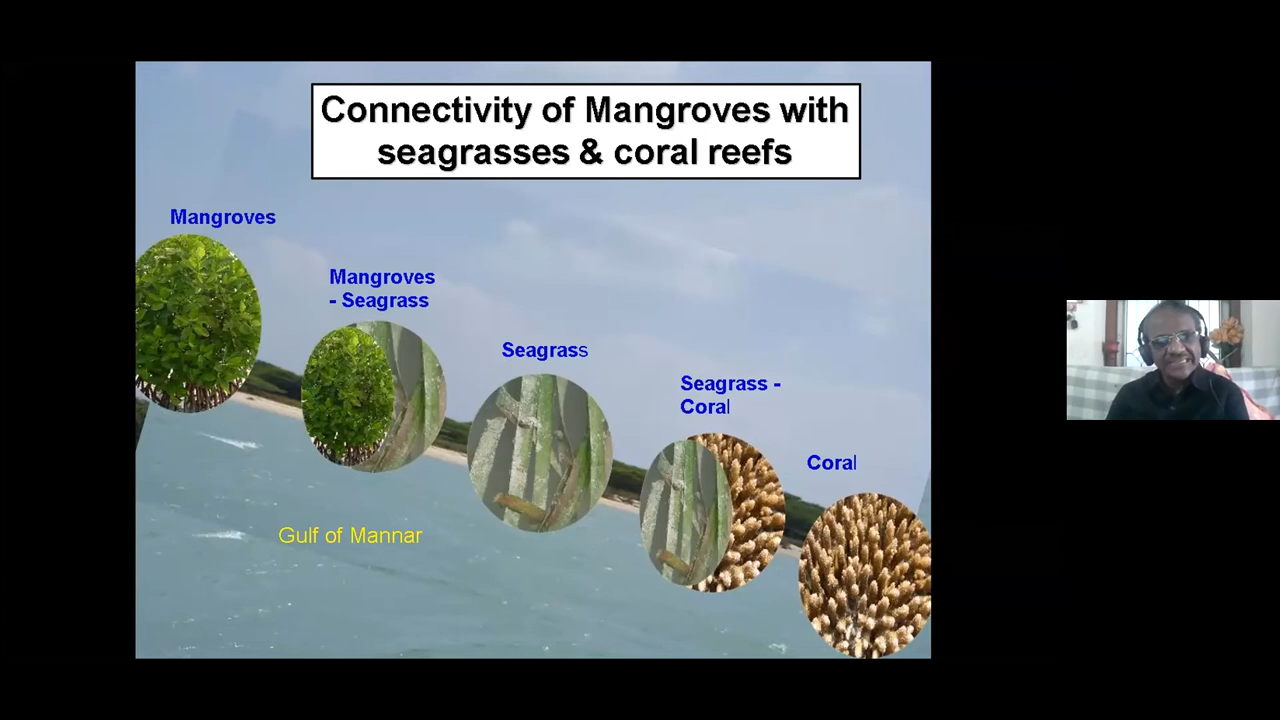 Connectivity of Mangroves with
seagrasses & coral reefs
Mangroves
Mangroves
- Seagrass
Seagrass
Seagrass -
Coral
Coral
Gulf of Mannar